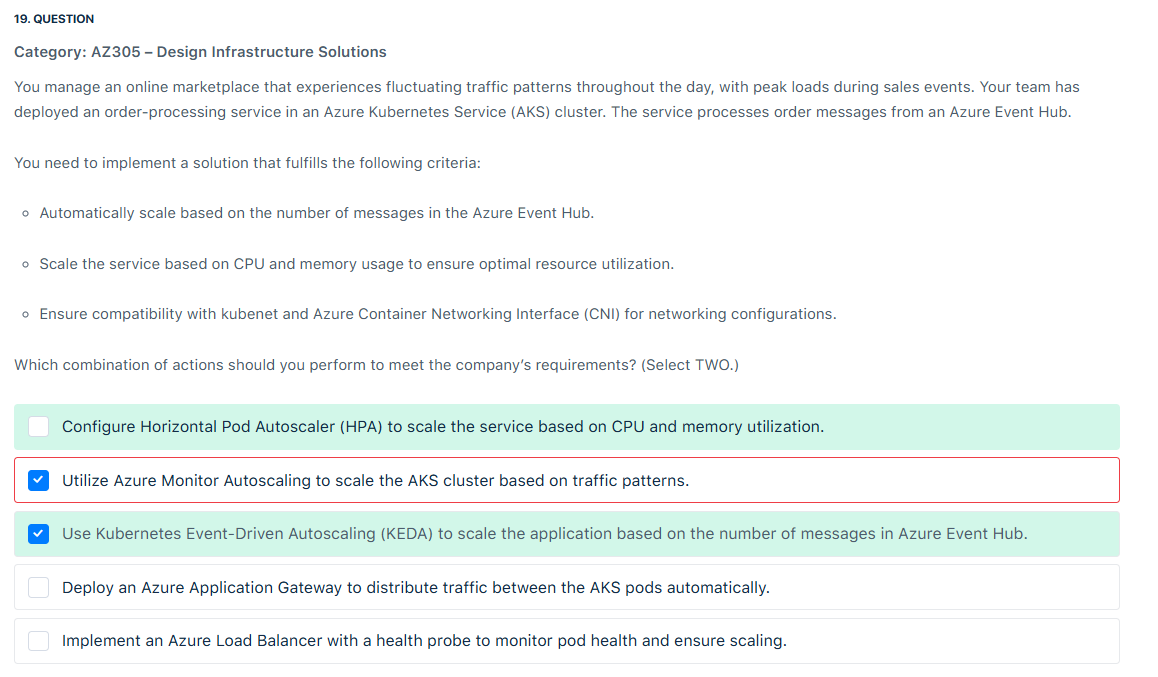 19. QUESTION
Category: AZ305 – Design Infrastructure Solutions
You manage an online marketplace that experiences fluctuating traffic patterns throughout the day, with peak loads during sales events. Your team has
deployed an order-processing service in an Azure Kubernetes Service (AKS) cluster. The service processes order messages from an Azure Event Hub.
You need to implement a solution that fulfills the following criteria:
Automatically scale based on the number of messages in the Azure Event Hub.
Scale the service based on CPU and memory usage to ensure optimal resource utilization.
Ensure compatibility with kubenet and Azure Container Networking Interface (CNI) for networking configurations.
Which combination of actions should you perform to meet the company’s requirements? (Select TWO.)
Configure Horizontal Pod Autoscaler (HPA) to scale the service based on CPU and memory utilization.
Utilize Azure Monitor Autoscaling to scale the AKS cluster based on traffic patterns.
Use Kubernetes Event-Driven Autoscaling (KEDA) to scale the application based on the number of messages in Azure Event Hub.
Deploy an Azure Application Gateway to distribute traffic between the AKS pods automatically.
Implement an Azure Load Balancer with a health probe to monitor pod health and ensure scaling.